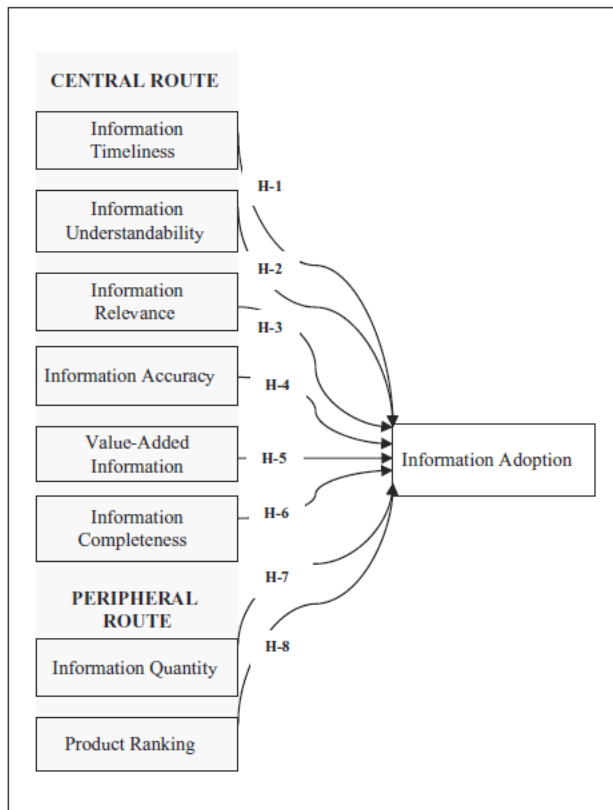 CENTRAL ROUTE
Information
Timeliness
H-1
Information
Understandability
H-2
Information
Relevance
H-3
Information Accuracy
H-4
Value-Added
Information
H-5
Information Adoption
Information
Completeness
H-6
H-7
PERIPHERAL
ROUTE
Information Quantity
H-8
Product Ranking